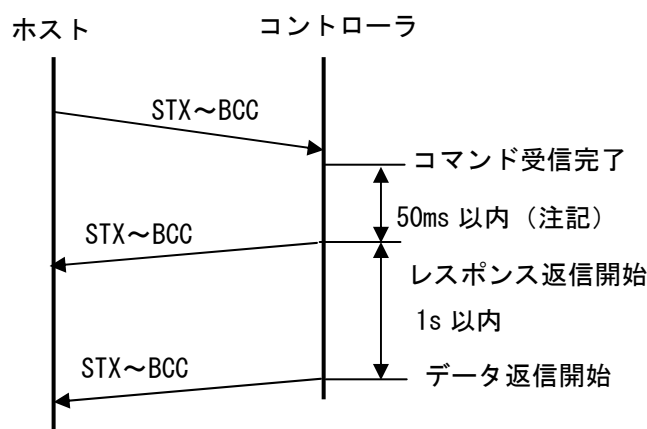 ホスト
コントローラ
STX～BCC
コマンド受信完了
50ms 以内（注記）
STX～BCC
レスポンス返信開始
1s 以内
STX～BCC
データ返信開始